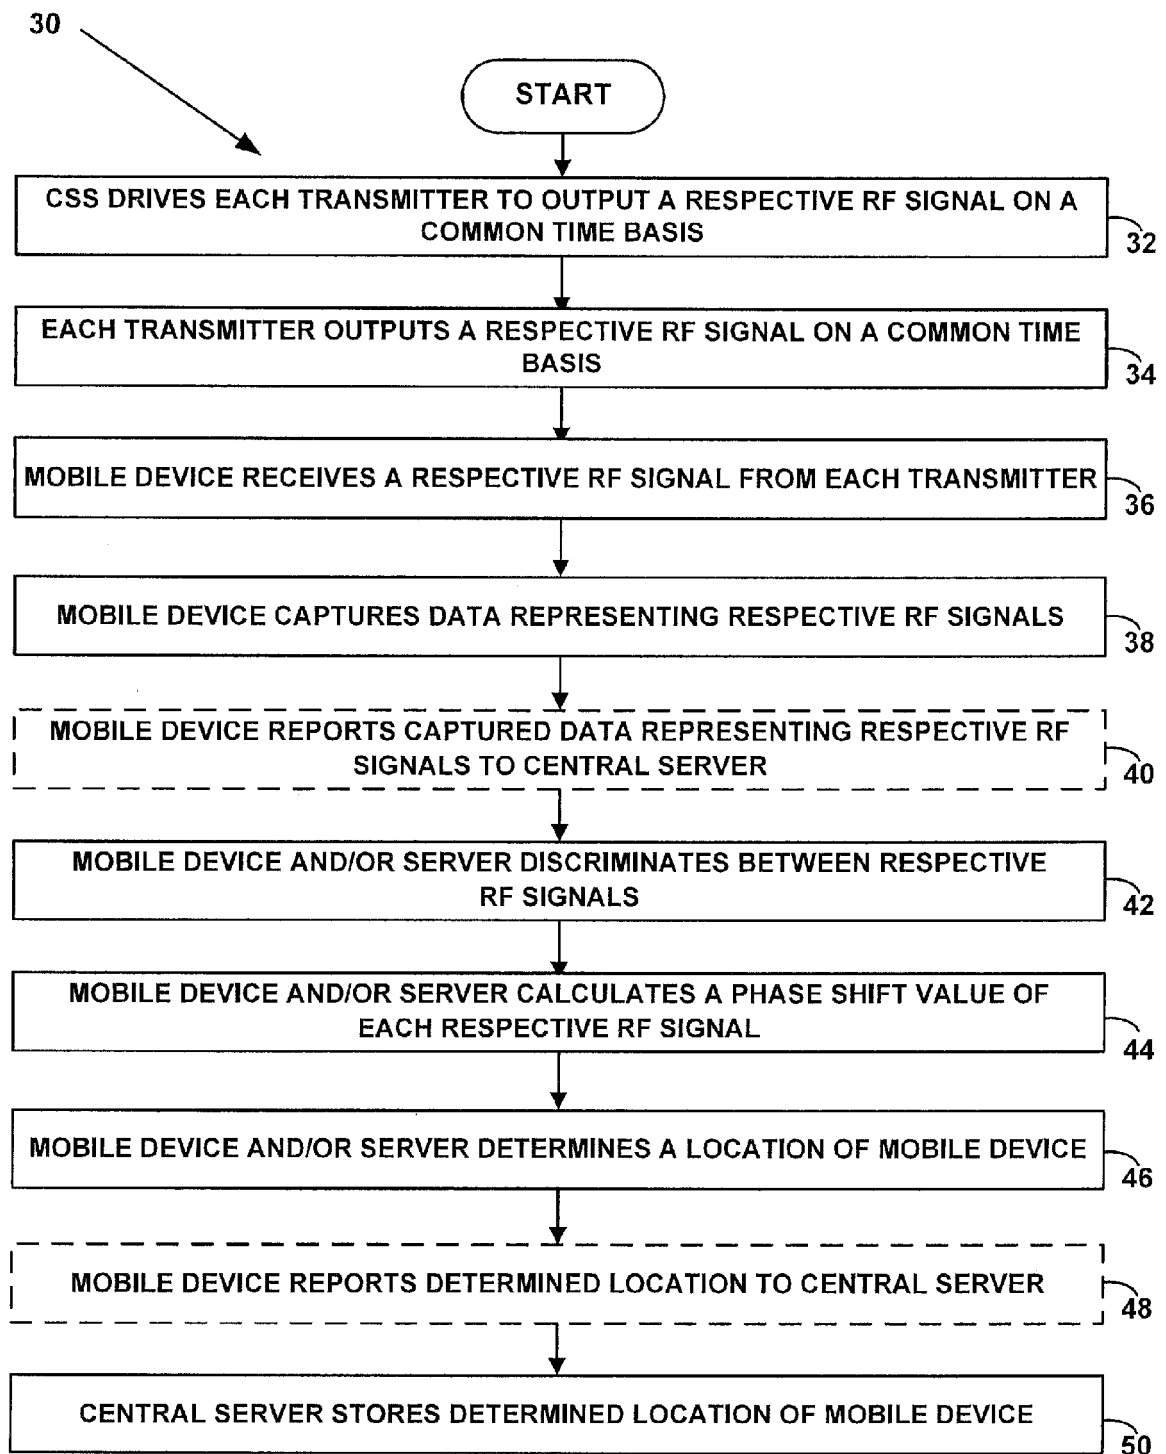 30
START
CSS DRIVES EACH TRANSMITTER TO OUTPUT A RESPECTIVE RF SIGNAL ON A
COMMON TIME BASIS
32
EACH TRANSMITTER OUTPUTS A RESPECTIVE RF SIGNAL ON A COMMON TIME
BASIS
34
MOBILE DEVICE RECEIVES A RESPECTIVE RF SIGNAL FROM EACH TRANSMITTER
36
MOBILE DEVICE CAPTURES DATA REPRESENTING RESPECTIVE RF SIGNALS
38
MOBILE DEVICE REPORTS CAPTURED DATA REPRESENTING RESPECTIVE RF
SIGNALS TO CENTRAL SERVER
40
MOBILE DEVICE AND/OR SERVER DISCRIMINATES BETWEEN RESPECTIVE
RF SIGNALS
42
MOBILE DEVICE AND/OR SERVER CALCULATES A PHASE SHIFT VALUE OF
EACH RESPECTIVE RF SIGNAL
44
MOBILE DEVICE AND/OR SERVER DETERMINES A LOCATION OF MOBILE DEVICE
46
MOBILE DEVICE REPORTS DETERMINED LOCATION TO CENTRAL SERVER
48
CENTRAL SERVER STORES DETERMINED LOCATION OF MOBILE DEVICE
50